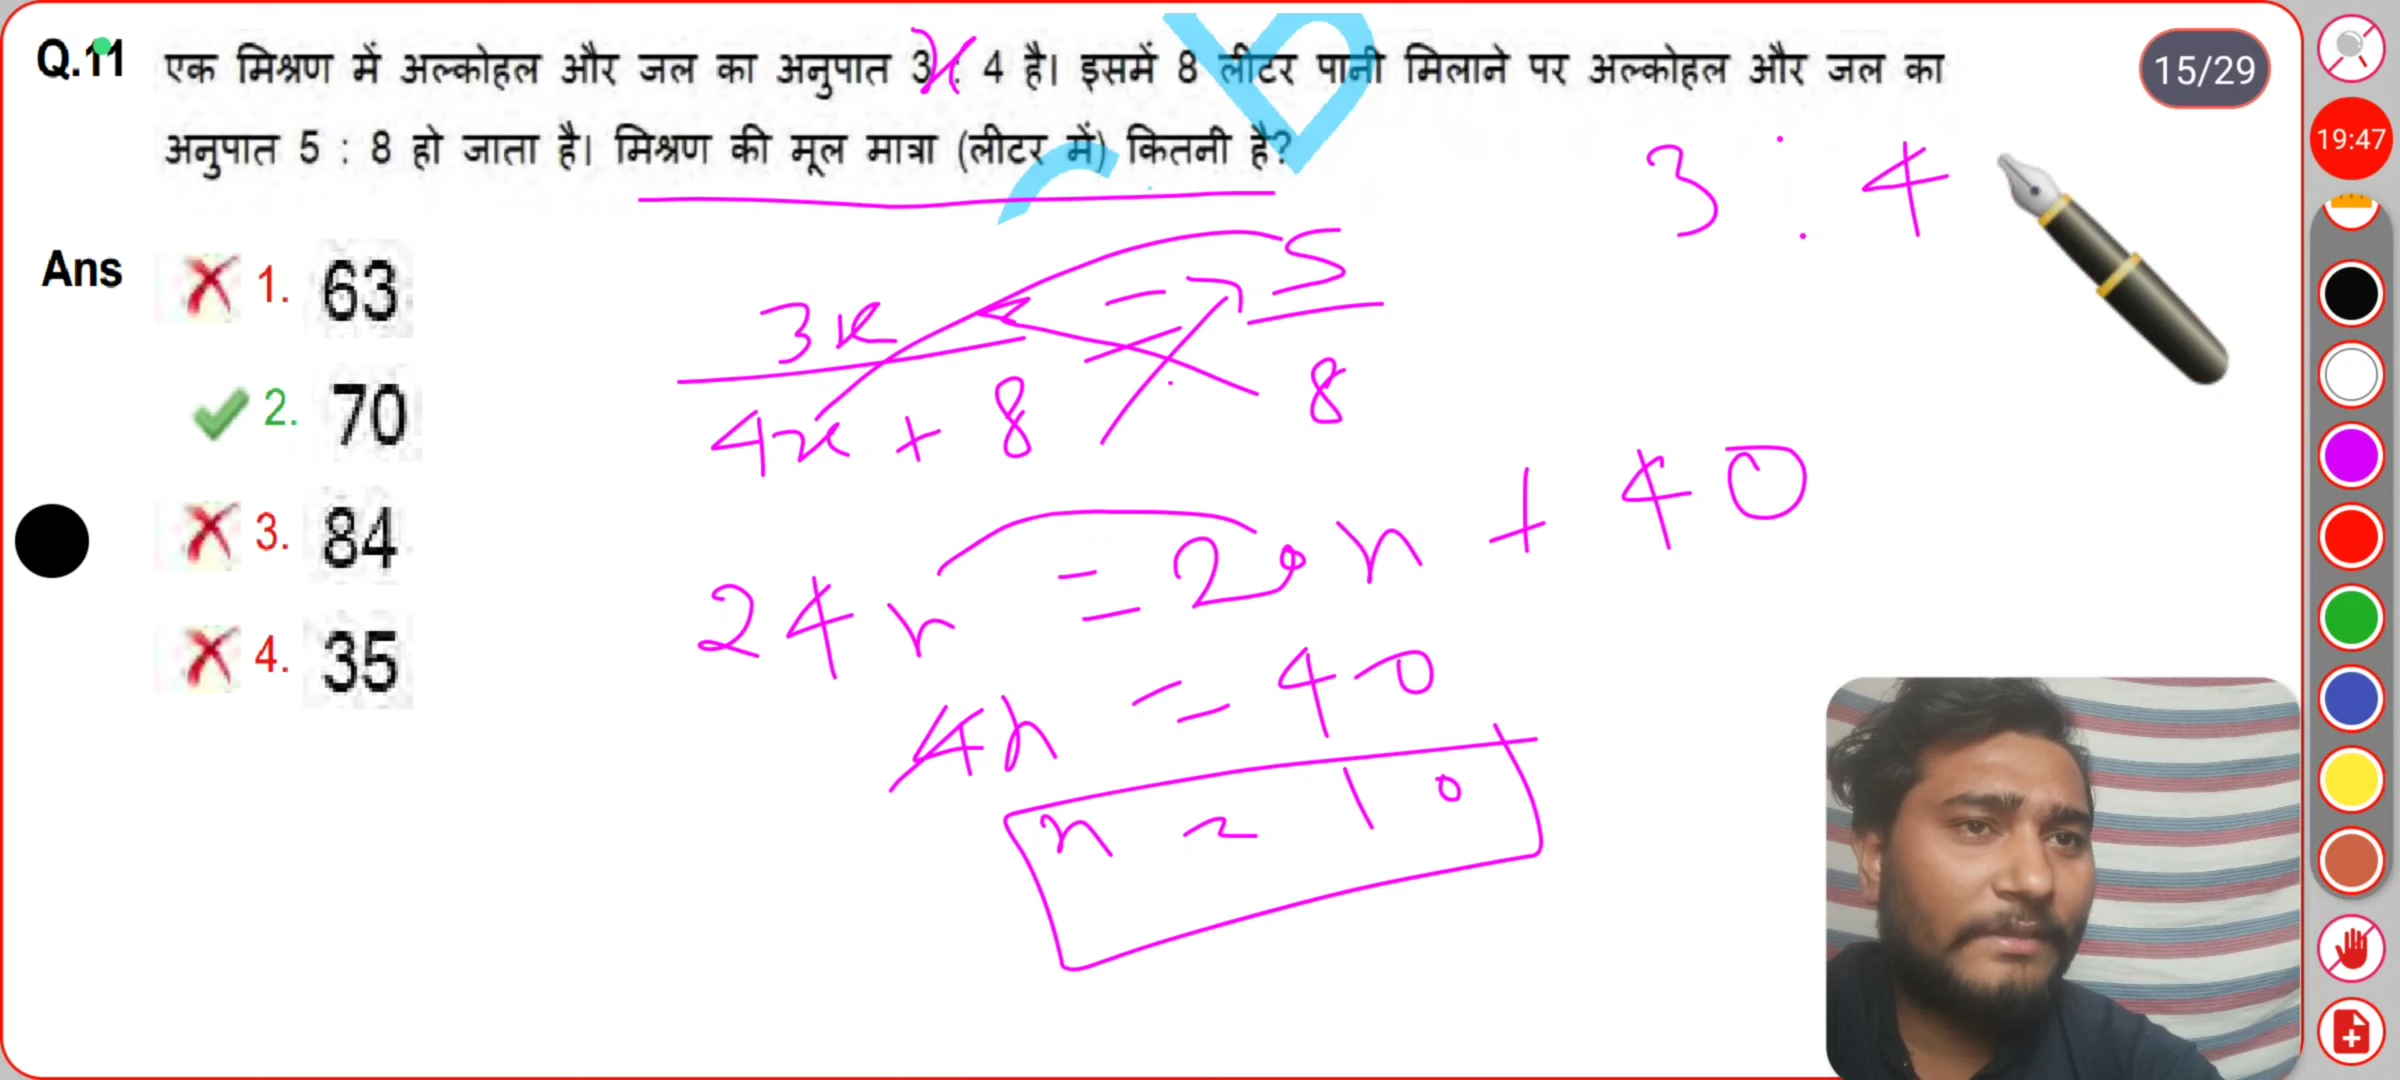 Q.11 एक मिश्रण में अल्कोहल और जल का अनुपात 3 : 4 है। इसमें 8 लीटर पानी मिलाने पर अल्कोहल और जल का
अनुपात 5 : 8 हो जाता है। मिश्रण की मूल मात्रा (लीटर में) कितनी है?
15/29
19:47
3 : 4
Ans 1. 63
2. 70
3. 84
4. 35
3x = 5
4x + 8 8
24x = 20x + 40
4x = 40
x = 10